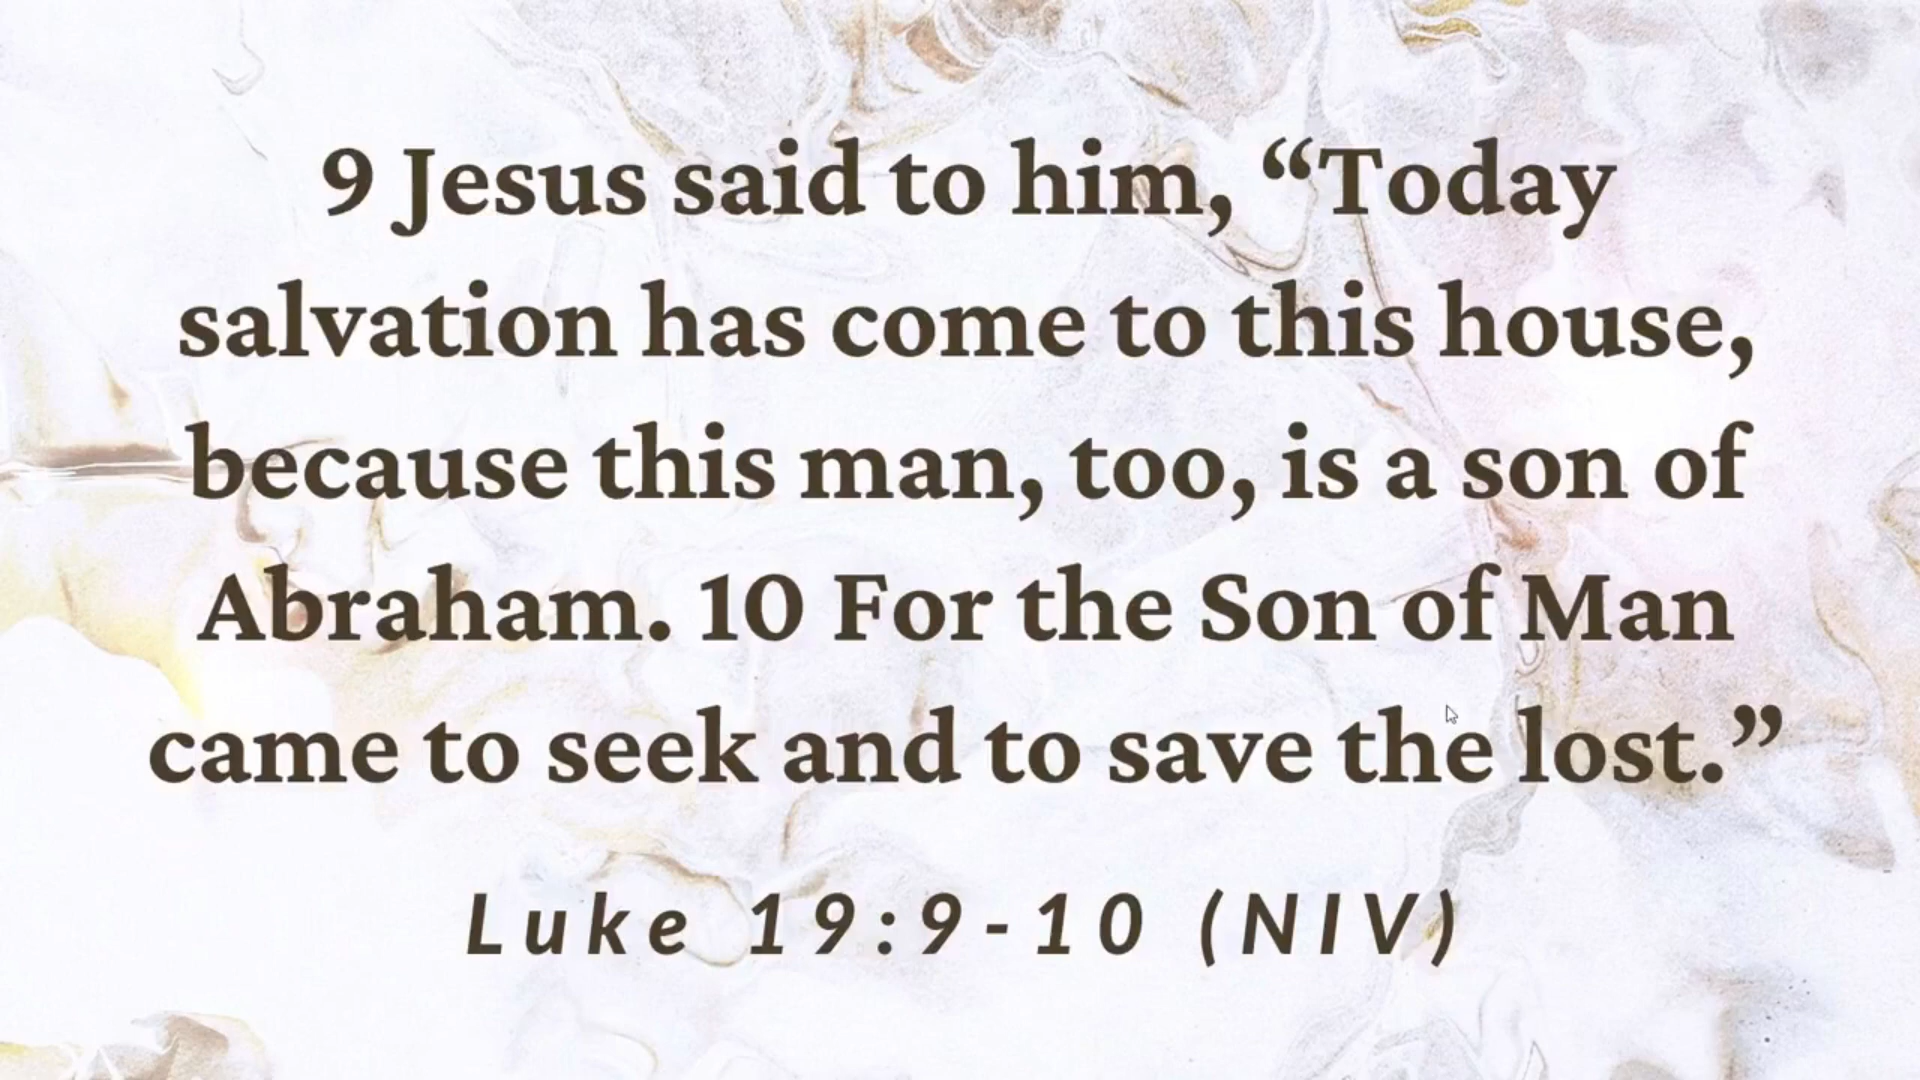 9 Jesus said to him, “Today
salvation has come to this house,
because this man, too, is a son of
Abraham. 10 For the Son of Man
came to seek and to save the lost.”
Luke 19:9-10 (NIV)